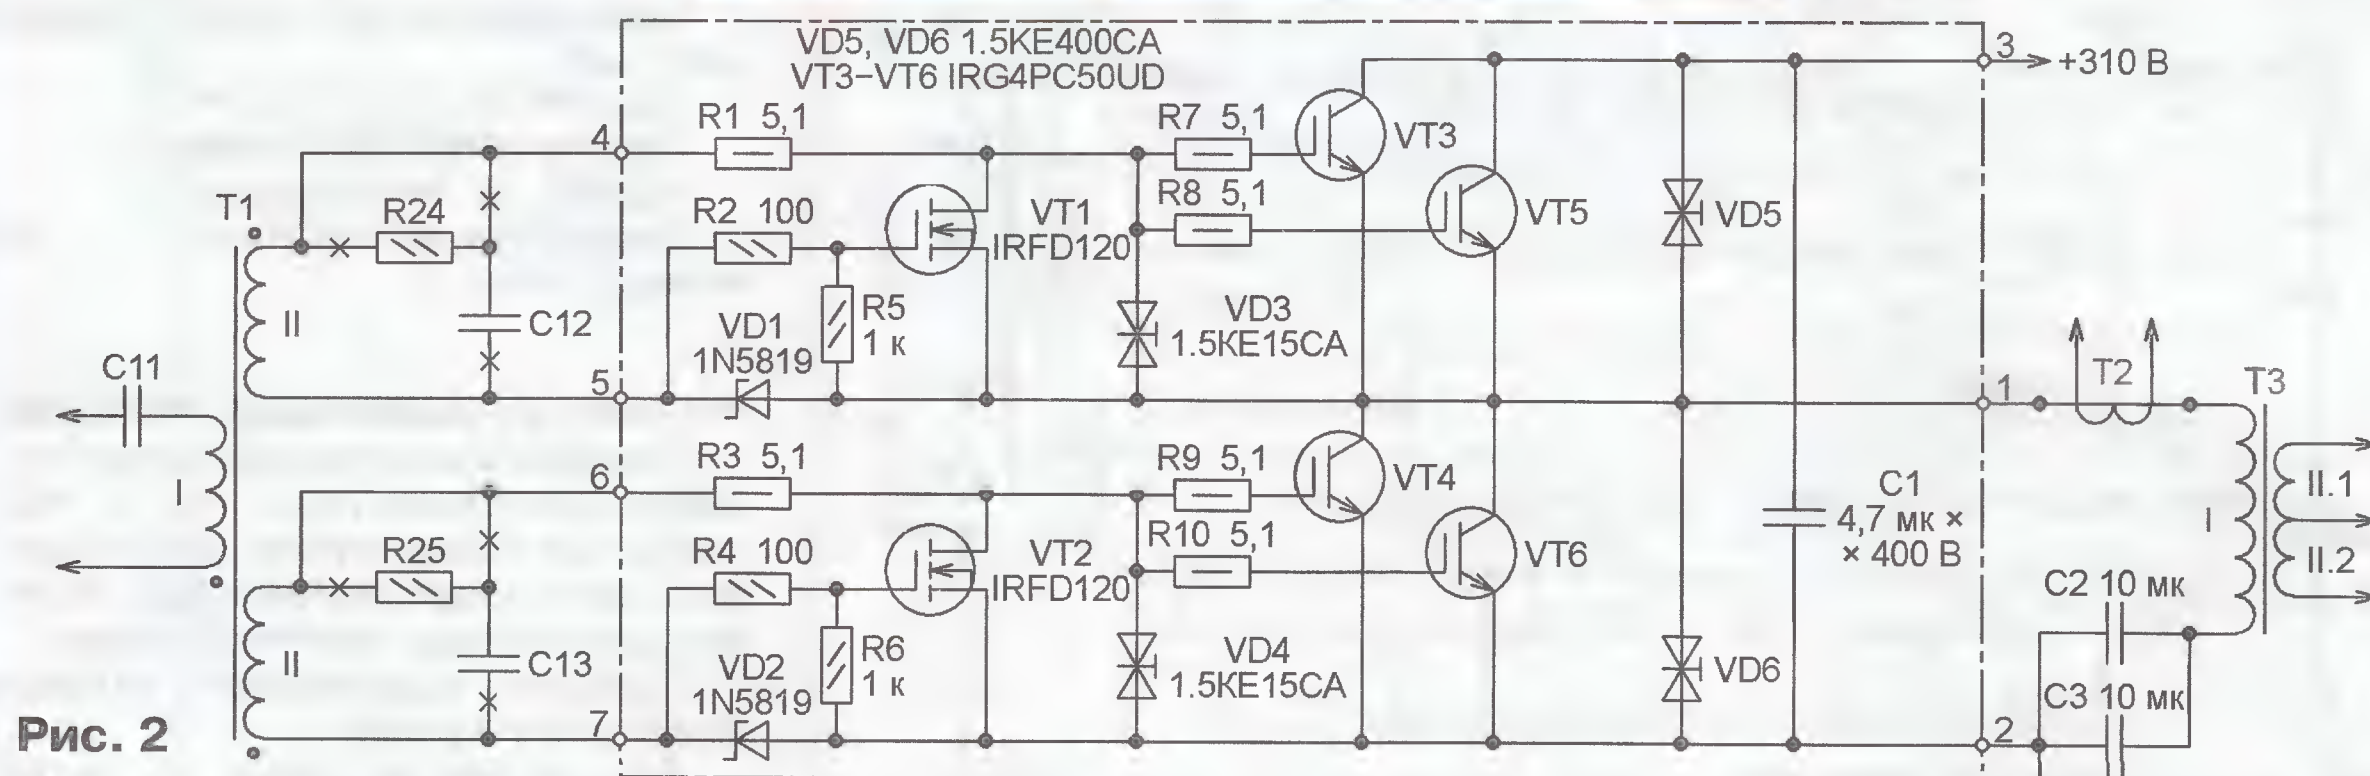 VD5, VD6 1.5KE400CA
VT3–VT6 IRG4PC50UD
3
+310 В
R1 5,1
R7 5,1
4
VT3
T1
R24
R2 100
VT1
IRFD120
R8 5,1
VT5
VD5
II
C12
VD1
1N5819
R5
1 к
VD3
1.5KE15CA
C11
5
1
T2
T3
R3 5,1
R9 5,1
6
VT4
I
R25
R4 100
VT2
IRFD120
R10 5,1
VT6
C1
4,7 мк ×
× 400 В
I
II.1
II.2
C2 10 мк
II
C13
VD2
1N5819
R6
1 к
VD4
1.5KE15CA
VD6
C3 10 мк
7
2
Рис. 2